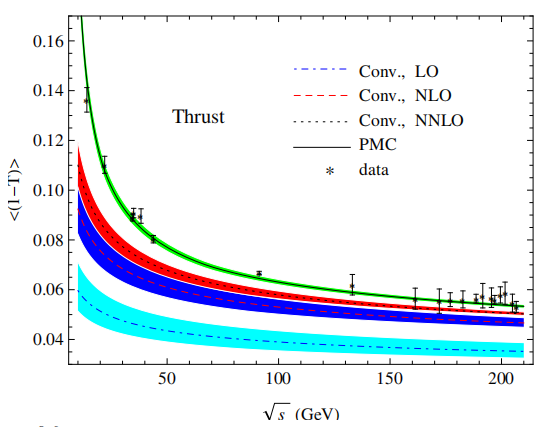 0.16
0.14
0.12
0.10
0.08
0.06
0.04
<(1-T)>
Thrust
Conv., LO
Conv., NLO
Conv., NNLO
PMC
data
50
100
150
200
√s (GeV)